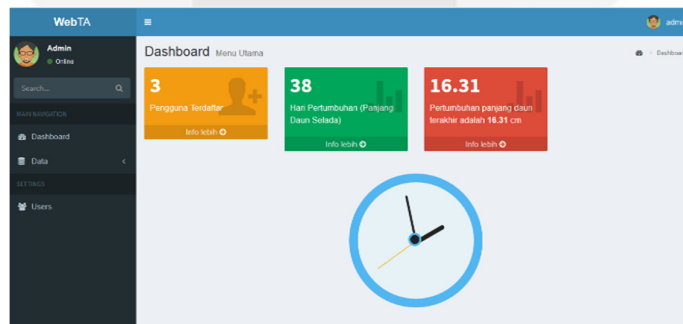 WebTA
admi
Admin
Online
Dashboard Menu Utama
Dashboar
Search...
MAIN NAVIGATION
Dashboard
Data
SETTINGS
Users
3
Pengguna Terdaftar
Info lebih
38
Hari Pertumbuhan (Panjang
Daun Selada)
Info lebih
16.31
Pertumbuhan panjang daun
terakhir adalah 16.31 cm
Info lebih